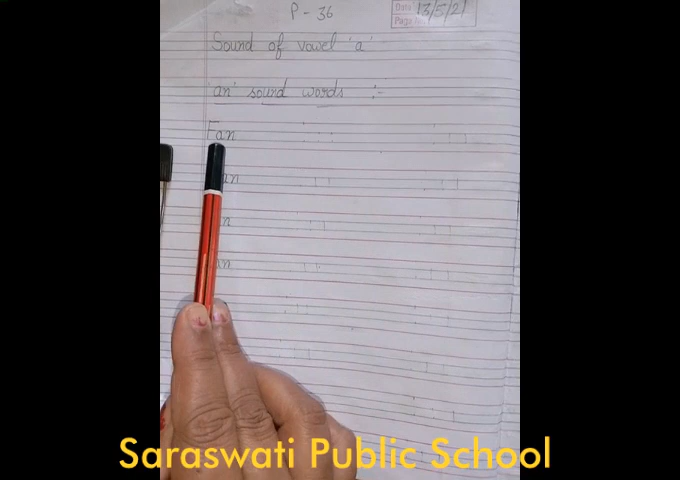 P - 36
Date 13/5/21
Page No.
Sound of vowel 'a'
'an' sound words :-
Fan
Saraswati Public School